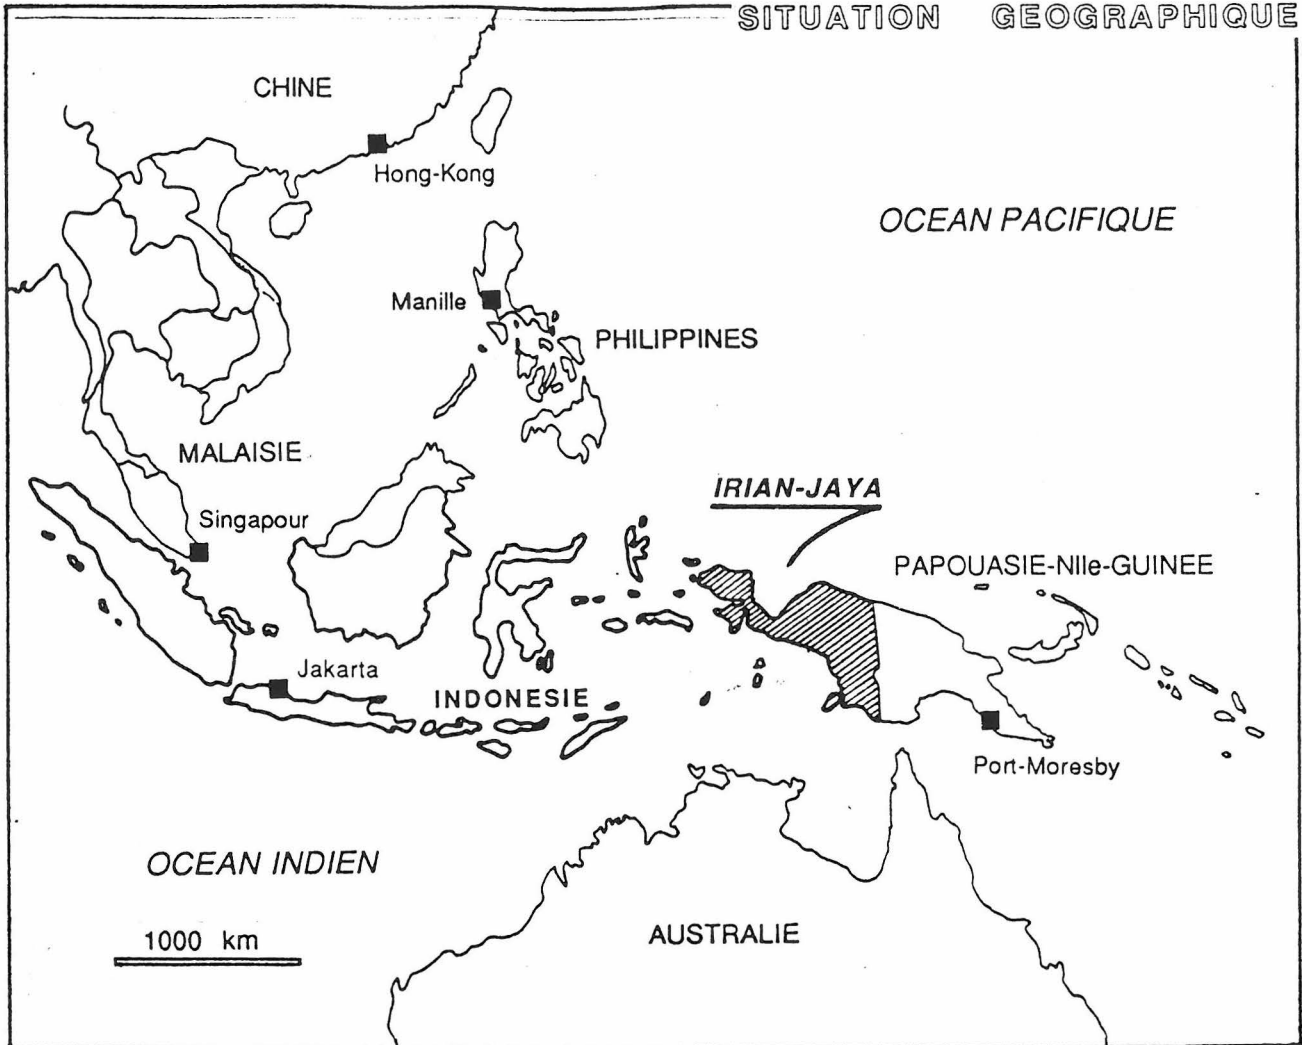 SITUATION GEOGRAPHIQUE
CHINE
Hong-Kong
OCEAN PACIFIQUE
Manille
PHILIPPINES
MALAISIE
IRIAN-JAYA
Singapour
PAPOUASIE-Nlle-GUINEE
Jakarta
INDONESIE
Port-Moresby
OCEAN INDIEN
AUSTRALIE
1000 km